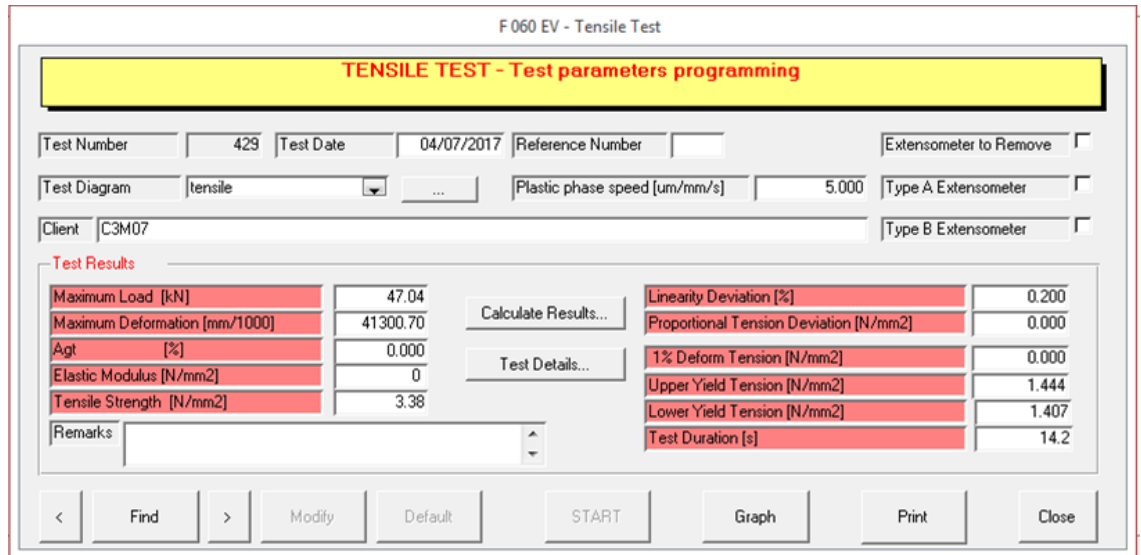 F 060 EV - Tensile Test
TENSILE TEST - Test parameters programming
Test Number 429 Test Date 04/07/2017 Reference Number Extensometer to Remove
Test Diagram tensile ... Plastic phase speed [um/mm/s] 5.000 Type A Extensometer
Client C3M07 Type B Extensometer
Test Results
Maximum Load [kN] 47.04 Linearity Deviation [%] 0.200
Calculate Results...
Maximum Deformation [mm/1000] 41300.70 Proportional Tension Deviation [N/mm2] 0.000
Agt [%] 0.000 1% Deform Tension [N/mm2] 0.000
Test Details...
Elastic Modulus [N/mm2] 0 Upper Yield Tension [N/mm2] 1.444
Tensile Strength [N/mm2] 3.38 Lower Yield Tension [N/mm2] 1.407
Remarks Test Duration [s] 14.2
< Find > Modify Default START Graph Print Close